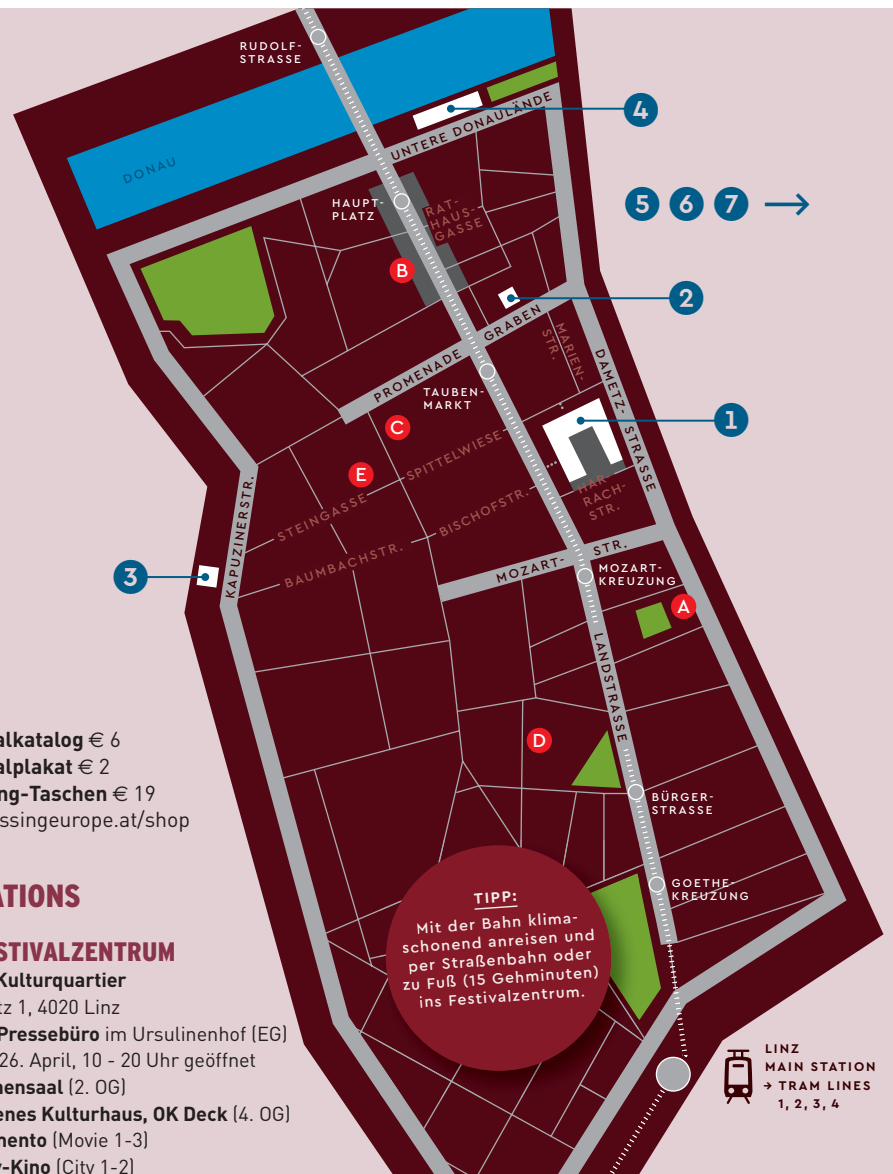 RUDOLF-
STRASSE
DONAU
UNTERE DONAULÄNDE
4
HAUPT-
PLATZ
RAT-
HAUS-
GASSE
5 6 7 →
B
2
PROMENADE GRABEN
MARIEN-
STR.
TAUBEN-
MARKT
DAMETZ-
STRASSE
1
C
SPITTELWIESE
E
STEINGASSE
BISCHOFSTR.
HAR-
RACH-
STR.
KAPUZINERSTR.
BAUMBACHSTR.
3
MOZART- STR.
MOZART-
KREUZUNG
A
LANDSTRASSE
D
BÜRGER-
STRASSE
GOETHE-
KREUZUNG
TIPP:
Mit der Bahn klima-
schonend anreisen und
per Straßenbahn oder
zu Fuß (15 Gehminuten)
ins Festivalzentrum.
LINZ
MAIN STATION
→ TRAM LINES
1, 2, 3, 4
alkatalog € 6
alplakat € 2
ng-Taschen € 19
ssingeurope.at/shop
ATIONS
STIVALZENTRUM
Kulturquartier
tz 1, 4020 Linz
Pressebüro im Ursulinenhof (EG)
26. April, 10 - 20 Uhr geöffnet
nensaal (2. OG)
enes Kulturhaus, OK Deck (4. OG)
mento (Movie 1-3)
y-Kino (City 1-2)